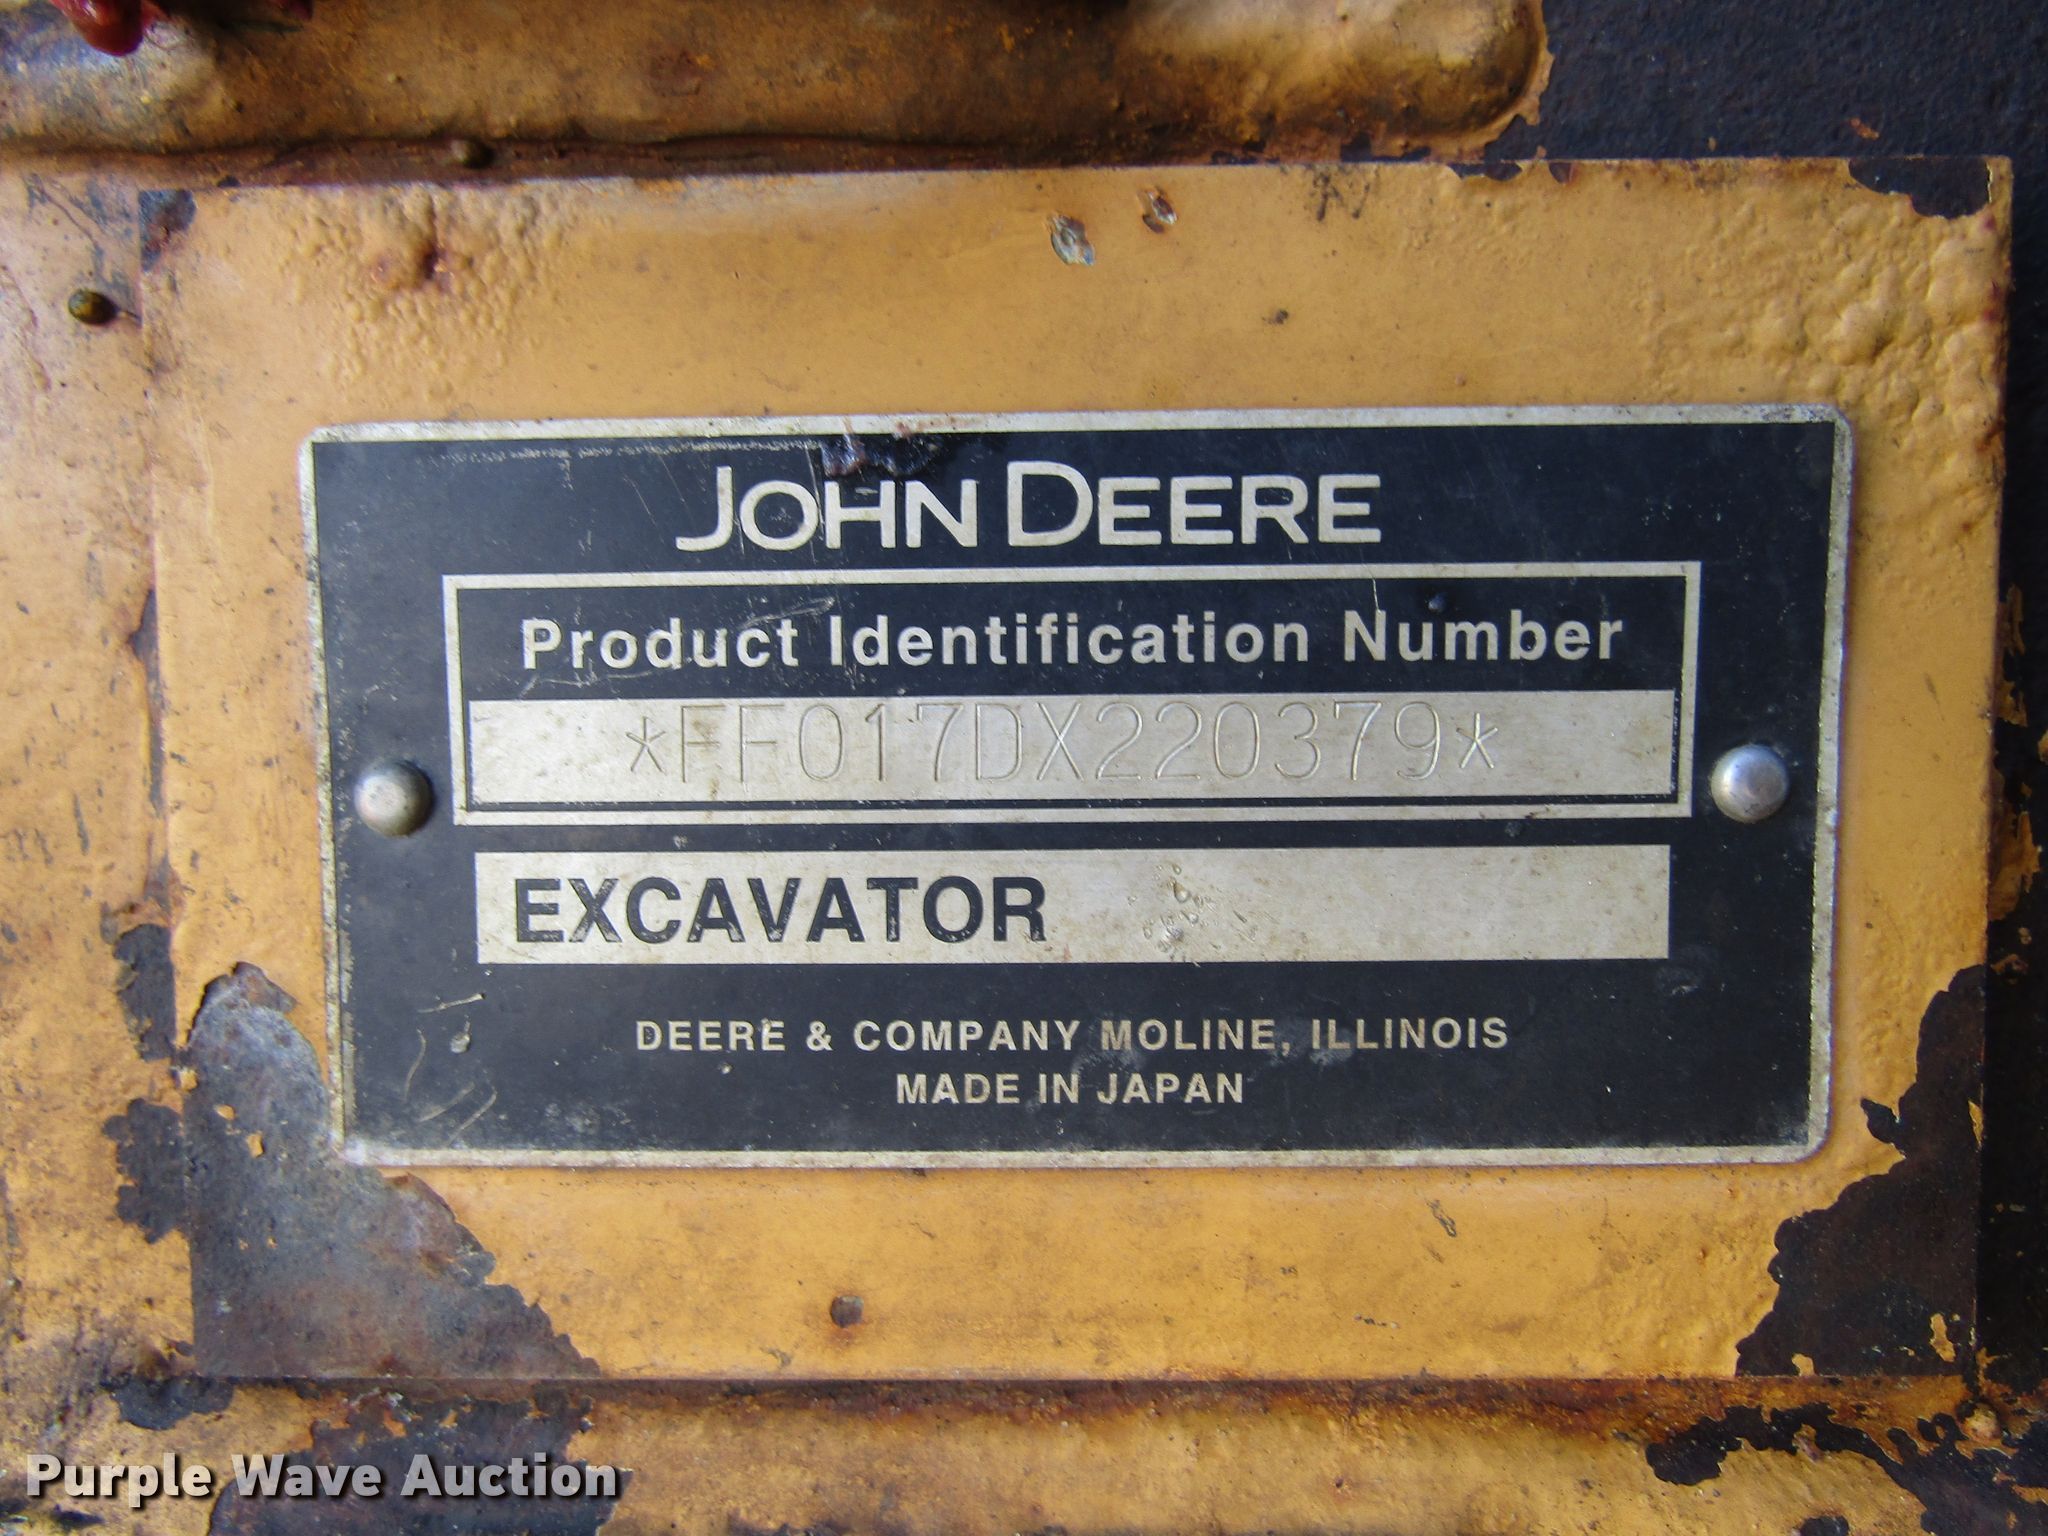 JOHN DEERE
Product Identification Number
*FF017DX220379*
EXCAVATOR
DEERE & COMPANY MOLINE, ILLINOIS
MADE IN JAPAN
Purple Wave Auction